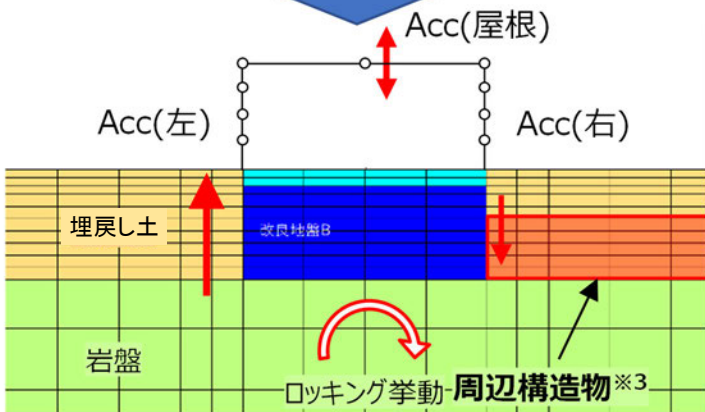 Acc(屋根)
Acc(左)
Acc(右)
埋戻し土
改良地盤B
岩盤
ロッキング挙動
周辺構造物※3